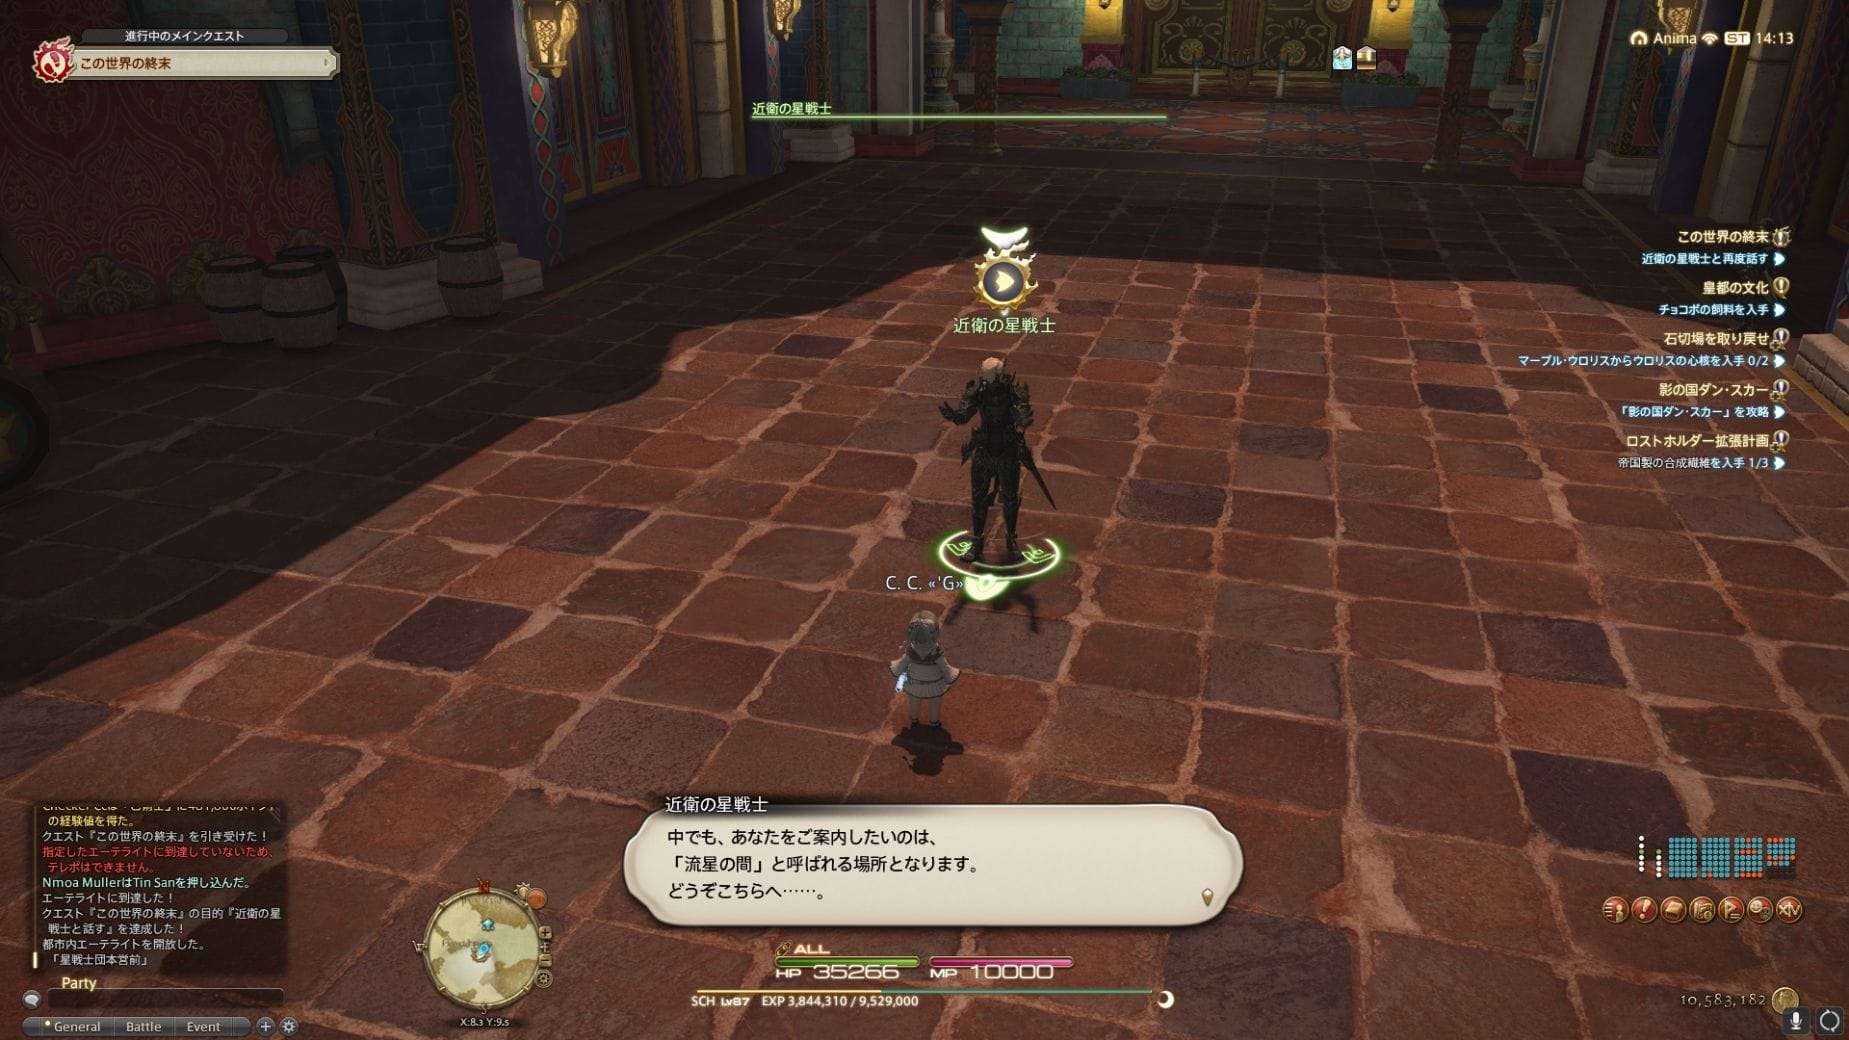 進行中のメインクエスト
この世界の終末
Anima ST 14:13
近衛の星戦士
この世界の終末
近衛の星戦士と再度話す
皇都の文化
チョコボの飼料を入手
石切場を取り戻せ
マーブル・ウロリスからウロリスの心核を入手 0/2
影の国ダン・スカー
「影の国ダン・スカー」を攻略
ロストホルダー拡張計画
帝国製の合成繊維を入手 1/3
近衛の星戦士
C. C. «'G»
近衛の星戦士
中でも、あなたをご案内したいのは、
「流星の間」と呼ばれる場所となります。
どうぞこちらへ……。
の経験値を得た。
クエスト『この世界の終末』を引き受けた！
指定したエーテライトに到達していないため、
テレポはできません。
Nmoa MullerはTin Sanを押し込んだ。
エーテライトに到達した！
クエスト『この世界の終末』の目的『近衛の星
戦士と話す』を達成した！
都市内エーテライトを開放した。
「星戦士団本営前」
Party
General Battle Event
X:8.3 Y:9.5
ALL
HP 35266 MP 10000
SCH Lv87 EXP 3,844,310 / 9,529,000
10,583,182
XIV